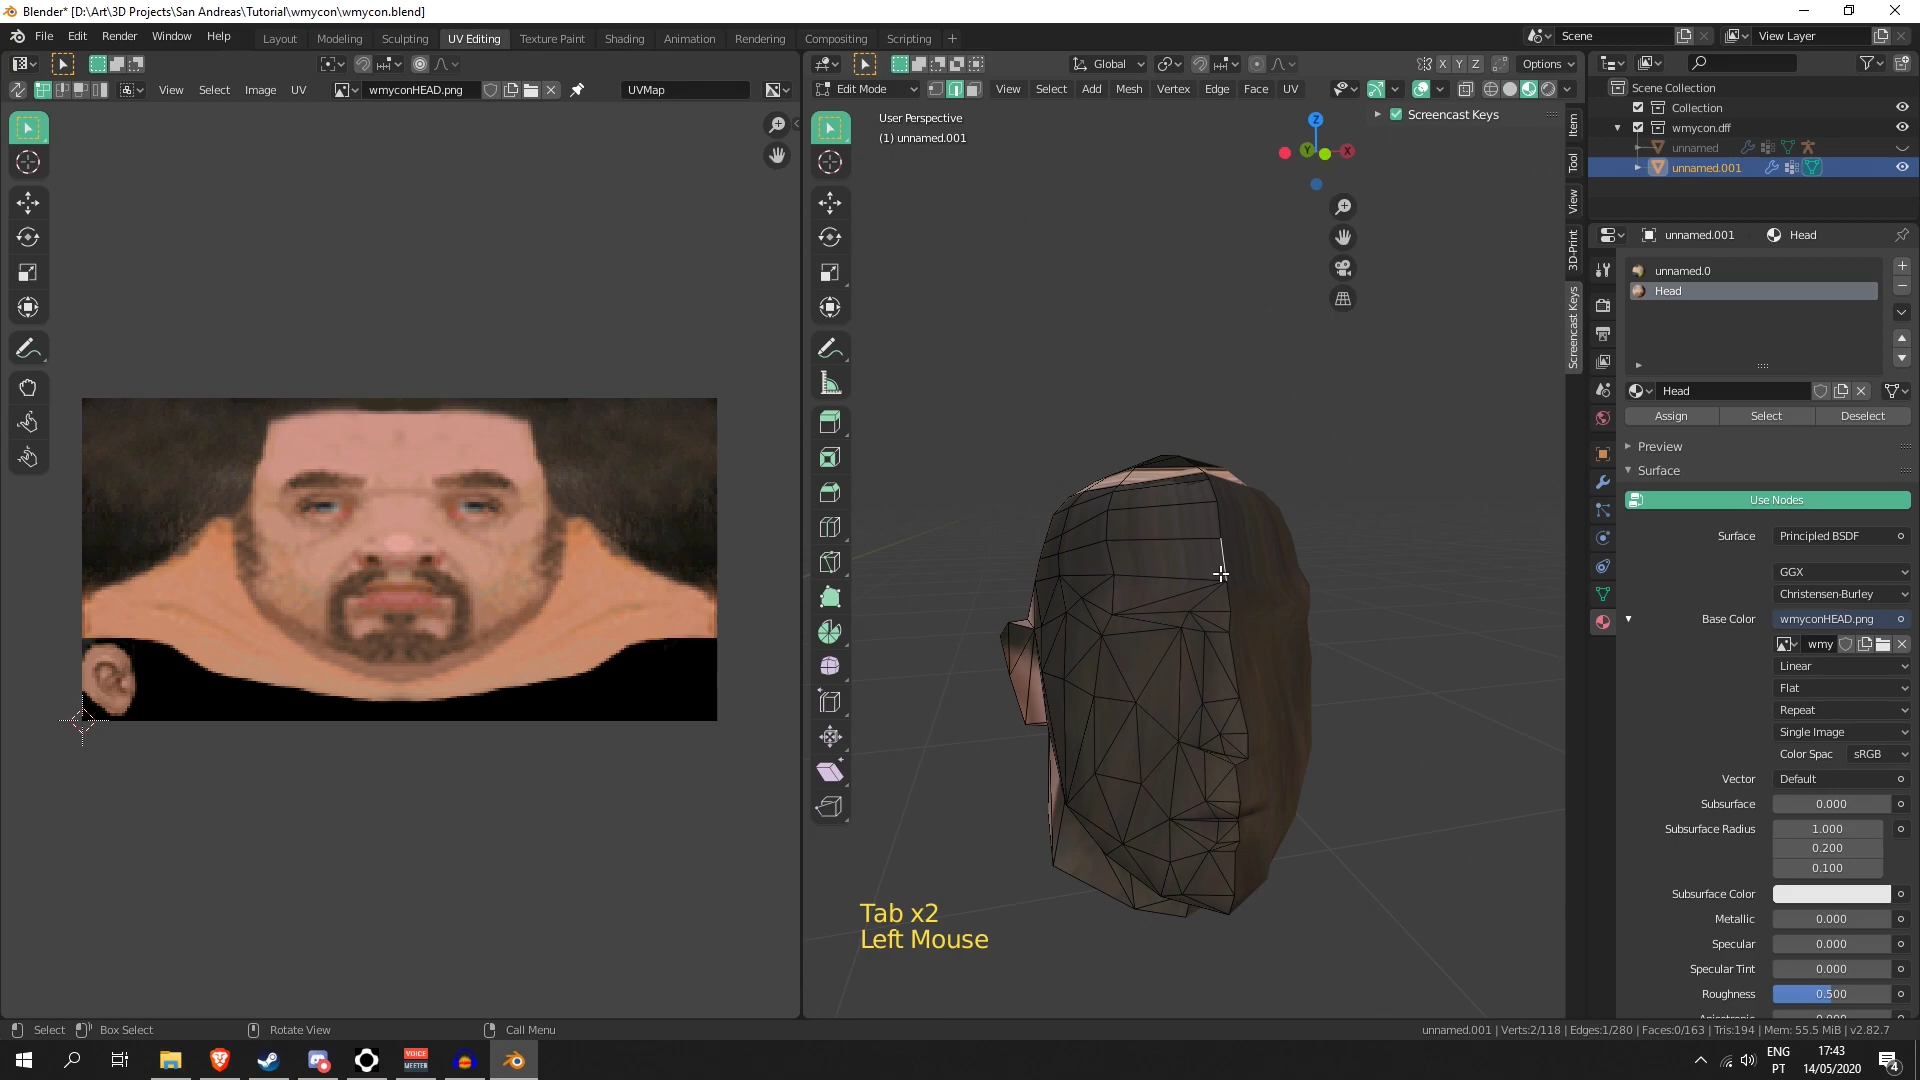 Blender* [D:\Art\3D Projects\San Andreas\Tutorial\wmycon\wmycon.blend]
File Edit Render Window Help Layout Modeling Sculpting UV Editing Texture Paint Shading Animation Rendering Compositing Scripting + Scene View Layer
Global X Y Z Options
View Select Image UV wmyconHEAD.png UVMap Edit Mode View Select Add Mesh Vertex Edge Face UV
Scene Collection
Collection
wmycon.dff
unnamed
unnamed.001
User Perspective
(1) unnamed.001
Screencast Keys
Z
Y
X
Item
Tool
View
3D-Print
Screencast Keys
unnamed.001 Head
unnamed.0
Head
Head
Assign Select Deselect
Preview
Surface
Use Nodes
Surface Principled BSDF
GGX
Christensen-Burley
Base Color wmyconHEAD.png
wmy
Linear
Flat
Repeat
Single Image
Color Spac sRGB
Vector Default
Subsurface 0.000
Subsurface Radius 1.000
0.200
0.100
Subsurface Color
Metallic 0.000
Specular 0.000
Specular Tint 0.000
Roughness 0.500
Tab x2
Left Mouse
Select Box Select Rotate View Call Menu unnamed.001 | Verts:2/118 | Edges:1/280 | Faces:0/163 | Tris:194 | Mem: 55.5 MiB | v2.82.7
VOICE
MEETER
ENG
PT
17:43
14/05/2020
4